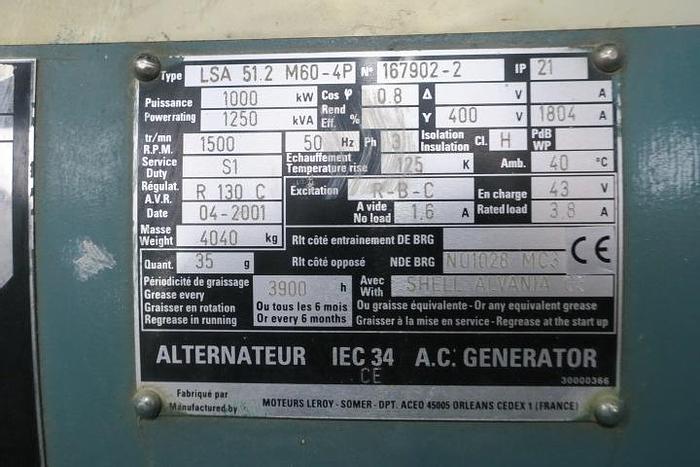 Type LSA 51.2 M60-4P N° 167902-2 IP 21
Puissance 1000 kW Cos φ 0.8 Δ V A
Powerrating 1250 kVA Rend Eff. % Y 400 V 1804 A
tr/mn R.P.M. 1500 50 Hz Ph 3 Isolation Insulation Cl. H PdB WP
Service Duty S1 Echauffement Temperature rise 125 K Amb. 40 °C
Régulat. A.V.R. R 130 C Excitation R-B-C En charge 43 V
Date 04-2001 A vide No load 1,6 A Rated load 3,8 A
Masse Weight 4040 kg Rlt côté entrainement DE BRG
Quant. 35 g Rlt côté opposé NDE BRG NU1028 MC3 CE
Périodicité de graissage
Grease every 3900 h Avec With SHELL ALVANIA
Graisser en rotation Ou tous les 6 mois Ou graisse équivalente - Or any equivalent grease
Regrease in running Or every 6 months Graisser à la mise en service - Regrease at the start up
ALTERNATEUR IEC 34 A.C. GENERATOR
CE
30000366
Fabriqué par
Manufactured by MOTEURS LEROY - SOMER - DPT. ACEO 45005 ORLEANS CEDEX 1 (FRANCE)